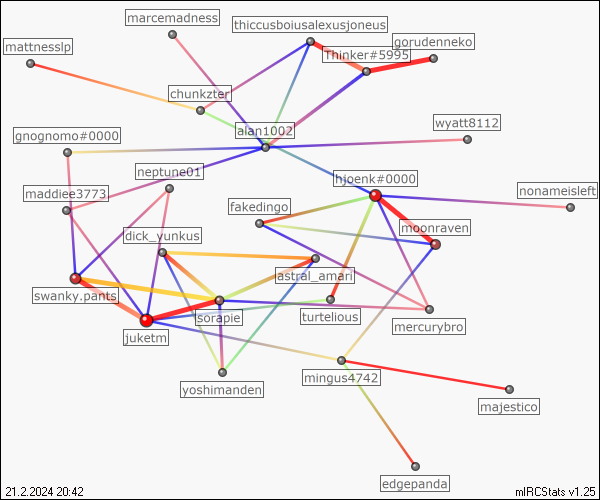 marcemadness
thiccusboiusalexusjoneus
gorudenneko
mattnesslp
Thinker#5995
chunkzter
wyatt8112
alan1002
gnognomo#0000
neptune01
hjoenk#0000
nonameisleft
maddiee3773
fakedingo
moonraven
dick_yunkus
astral_amari
swanky.pants
sorapie
turtelious
mercurybro
juketm
mingus4742
yoshimanden
majestico
edgepanda
21.2.2024 20:42
mIRCStats v1.25